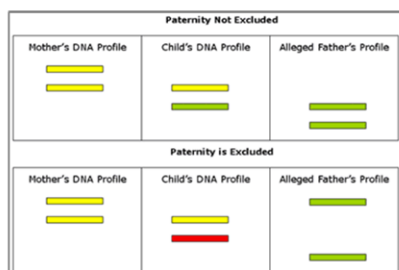 Paternity Not Excluded
Mother's DNA Profile Child's DNA Profile Alleged Father's Profile
Paternity is Excluded
Mother's DNA Profile Child's DNA Profile Alleged Father's Profile